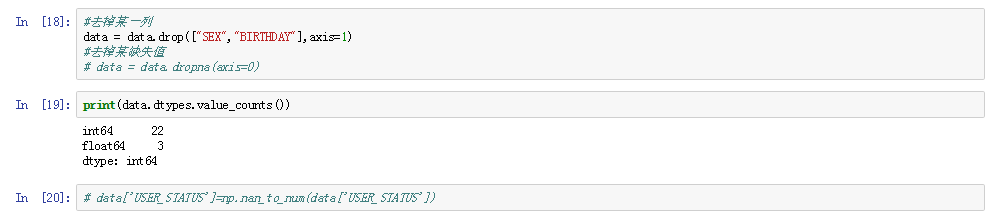 In [18]: #去掉某一列
data = data.drop(["SEX","BIRTHDAY"],axis=1)
#去掉某缺失值
# data = data.dropna(axis=0)
In [19]: print(data.dtypes.value_counts())
int64 22
float64 3
dtype: int64
In [20]: # data['USER_STATUS']=np.nan_to_num(data['USER_STATUS'])